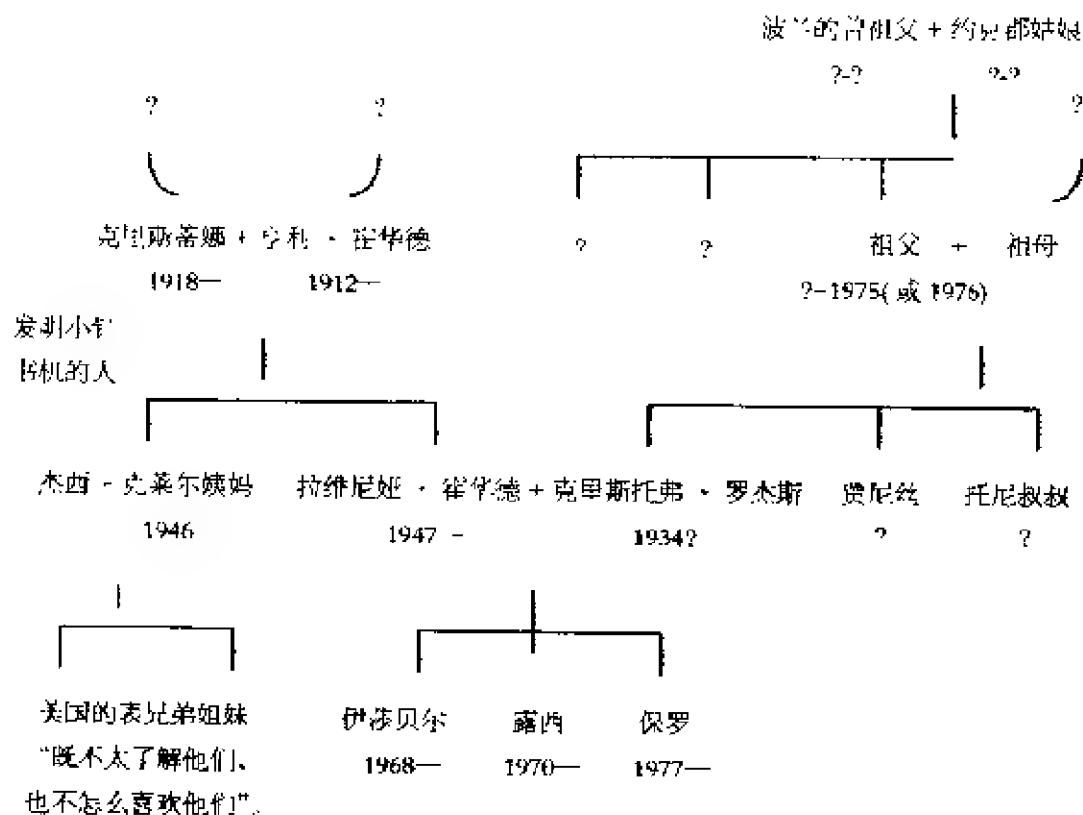 波兰的曾祖父 + 约克郡姑娘
?-? ?-?
? ? ?
克里斯蒂娜 + 亨利 · 霍华德 ? ? 祖父 + 祖母
1918— 1912— ?-1975(或 1976)
发明小计
算机的人
杰西 · 克莱尔姨妈 拉维尼娅 · 霍华德 + 克里斯托弗 · 罗杰斯 贾尼丝 托尼叔叔
1946 1947 - 1934? ? ?
美国的表兄弟姐妹 伊莎贝尔 露西 保罗
“既不太了解他们、 1968— 1970— 1977—
也不怎么喜欢他们”。